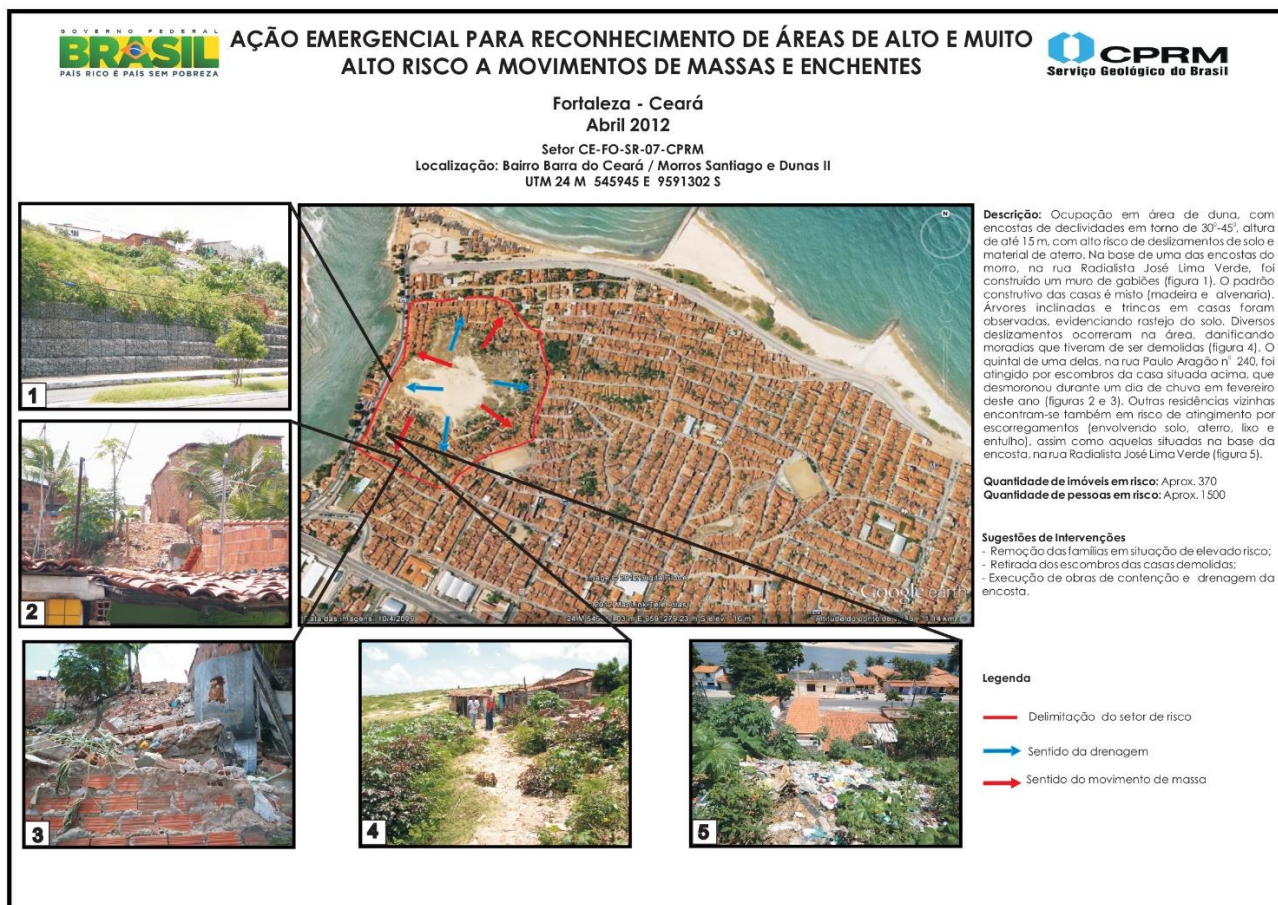 GOVERNO FEDERAL
BRASIL
PAÍS RICO É PAÍS SEM POBREZA
AÇÃO EMERGENCIAL PARA RECONHECIMENTO DE ÁREAS DE ALTO E MUITO
ALTO RISCO A MOVIMENTOS DE MASSAS E ENCHENTES
CPRM
Serviço Geológico do Brasil
Fortaleza - Ceará
Abril 2012
Setor CE-FO-SR-07-CPRM
Localização: Bairro Barra do Ceará / Morros Santiago e Dunas II
UTM 24 M 545945 E 9591302 S
1
2
3
4
5
N
Google earth
Data das imagens: 10/4/2009
Descrição: Ocupação em área de duna, com
encostas de declividades em torno de 30°-45°, altura
de até 15 m, com alto risco de deslizamentos de solo e
material de aterro. Na base de uma das encostas do
morro, na rua Radialista José Lima Verde, foi
construído um muro de gabiões (figura 1). O padrão
construtivo das casas é misto (madeira e alvenaria).
Árvores inclinadas e trincas em casas foram
observadas, evidenciando rastejo do solo. Diversos
deslizamentos ocorreram na área, danificando
moradias que tiveram de ser demolidas (figura 4). O
quintal de uma delas, na rua Paulo Aragão n° 240, foi
atingido por escombros da casa situada acima, que
desmoronou durante um dia de chuva em fevereiro
deste ano (figuras 2 e 3). Outras residências vizinhas
encontram-se também em risco de atingimento por
escorregamentos (envolvendo solo, aterro, lixo e
entulho), assim como aquelas situadas na base da
encosta, na rua Radialista José Lima Verde (figura 5).
Quantidade de imóveis em risco: Aprox. 370
Quantidade de pessoas em risco: Aprox. 1500
Sugestões de Intervenções
- Remoção das famílias em situação de elevado risco;
- Retirada dos escombros das casas demolidas;
- Execução de obras de contenção e drenagem da
encosta.
Legenda
Delimitação do setor de risco
Sentido da drenagem
Sentido do movimento de massa